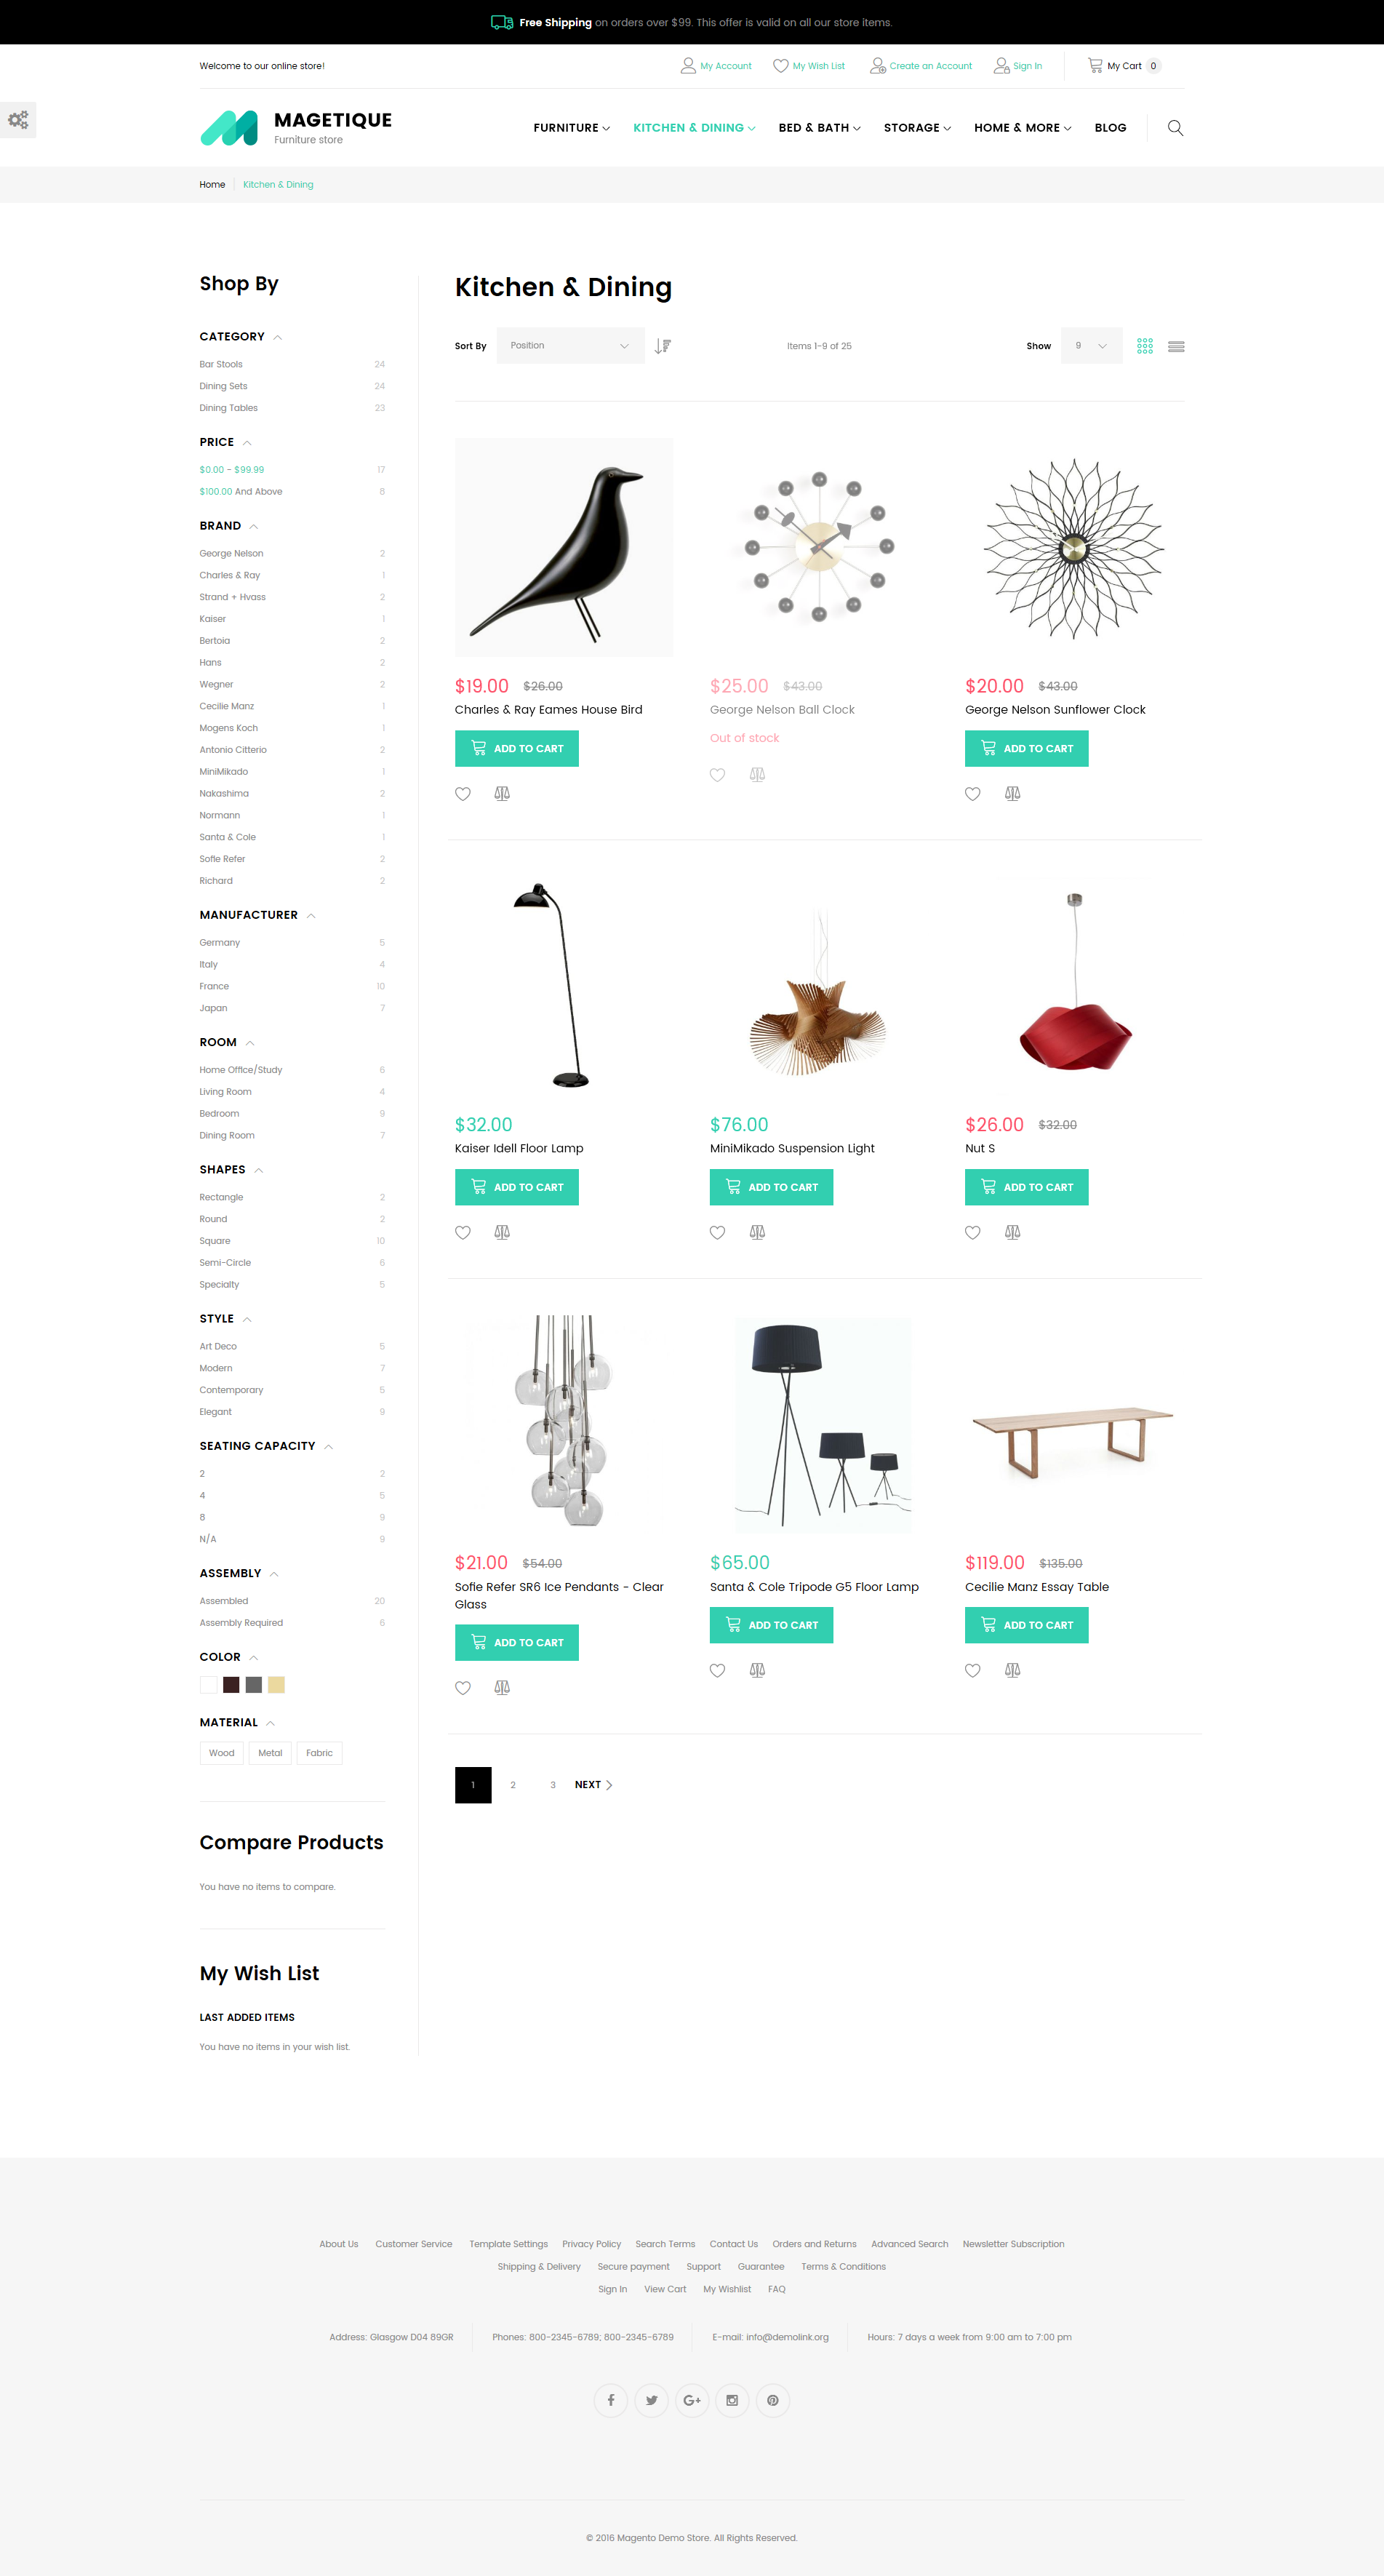 Free Shipping on orders over $99. This offer is valid on all our store items.
Welcome to our online store!
My Account
My Wish List
Create an Account
Sign In
My Cart 0
MAGETIQUE
Furniture store
FURNITURE
KITCHEN & DINING
BED & BATH
STORAGE
HOME & MORE
BLOG
Home
Kitchen & Dining
Shop By
CATEGORY
Bar Stools 24
Dining Sets 24
Dining Tables 23
PRICE
$0.00 - $99.99 17
$100.00 And Above 8
BRAND
George Nelson 2
Charles & Ray 1
Strand + Hvass 2
Kaiser 1
Bertoia 2
Hans 2
Wegner 2
Cecilie Manz 1
Mogens Koch 1
Antonio Citterio 2
MiniMikado 1
Nakashima 2
Normann 1
Santa & Cole 1
Sofie Refer 2
Richard 2
MANUFACTURER
Germany 5
Italy 4
France 10
Japan 7
ROOM
Home Office/Study 6
Living Room 4
Bedroom 9
Dining Room 7
SHAPES
Rectangle 2
Round 2
Square 10
Semi-Circle 6
Specialty 5
STYLE
Art Deco 5
Modern 7
Contemporary 5
Elegant 9
SEATING CAPACITY
2 2
4 5
8 9
N/A 9
ASSEMBLY
Assembled 20
Assembly Required 6
COLOR
MATERIAL
Wood
Metal
Fabric
Compare Products
You have no items to compare.
My Wish List
LAST ADDED ITEMS
You have no items in your wish list.
Kitchen & Dining
Sort By Position
Items 1-9 of 25
Show 9
$19.00 $26.00
Charles & Ray Eames House Bird
ADD TO CART
$25.00 $43.00
George Nelson Ball Clock
Out of stock
$20.00 $43.00
George Nelson Sunflower Clock
ADD TO CART
$32.00
Kaiser Idell Floor Lamp
ADD TO CART
$76.00
MiniMikado Suspension Light
ADD TO CART
$26.00 $32.00
Nut S
ADD TO CART
$21.00 $54.00
Sofie Refer SR6 Ice Pendants - Clear
Glass
ADD TO CART
$65.00
Santa & Cole Tripode G5 Floor Lamp
ADD TO CART
$119.00 $135.00
Cecilie Manz Essay Table
ADD TO CART
1 2 3 NEXT
About Us Customer Service Template Settings Privacy Policy Search Terms Contact Us Orders and Returns Advanced Search Newsletter Subscription
Shipping & Delivery Secure payment Support Guarantee Terms & Conditions
Sign In View Cart My Wishlist FAQ
Address: Glasgow D04 89GR
Phones: 800-2345-6789; 800-2345-6789
E-mail: info@demolink.org
Hours: 7 days a week from 9:00 am to 7:00 pm
© 2016 Magento Demo Store. All Rights Reserved.